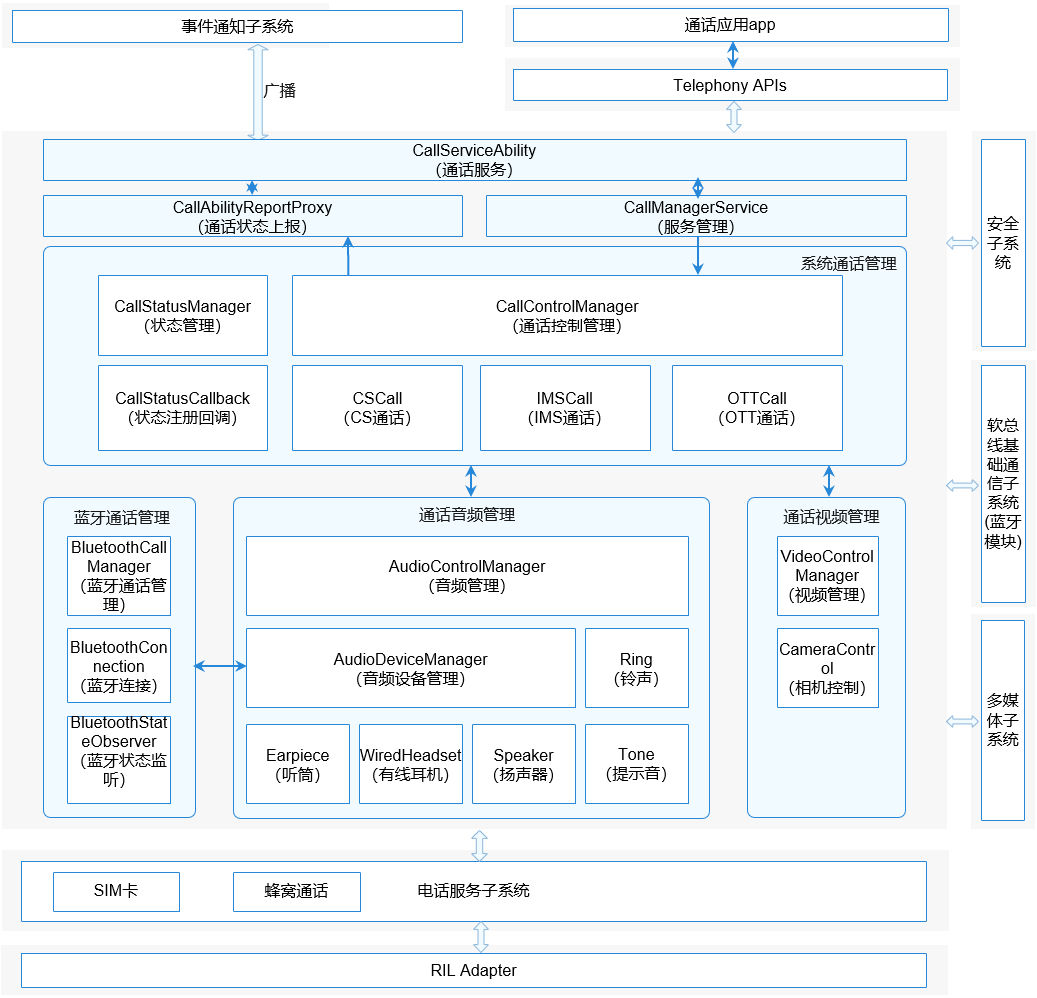 事件通知子系统
通话应用app
Telephony APIs
广播
CallServiceAbility
（通话服务）
CallAbilityReportProxy
（通话状态上报）
CallManagerService
（服务管理）
系统通话管理
CallStatusManager
（状态管理）
CallControlManager
（通话控制管理）
CallStatusCallback
（状态注册回调）
CSCall
（CS通话）
IMSCall
（IMS通话）
OTTCall
（OTT通话）
安全
子系
统
软总
线基
础通
信子
系统
(蓝牙
模块)
多媒
体子
系统
蓝牙通话管理
BluetoothCall
Manager
（蓝牙通话管
理）
BluetoothCon
nection
（蓝牙连接）
BluetoothStat
eObserver
（蓝牙状态监
听）
通话音频管理
AudioControlManager
（音频管理）
AudioDeviceManager
（音频设备管理）
Ring
（铃声）
Earpiece
（听筒）
WiredHeadset
（有线耳机）
Speaker
（扬声器）
Tone
（提示音）
通话视频管理
VideoControl
Manager
（视频管理）
CameraContr
ol
（相机控制）
SIM卡
蜂窝通话
电话服务子系统
RIL Adapter